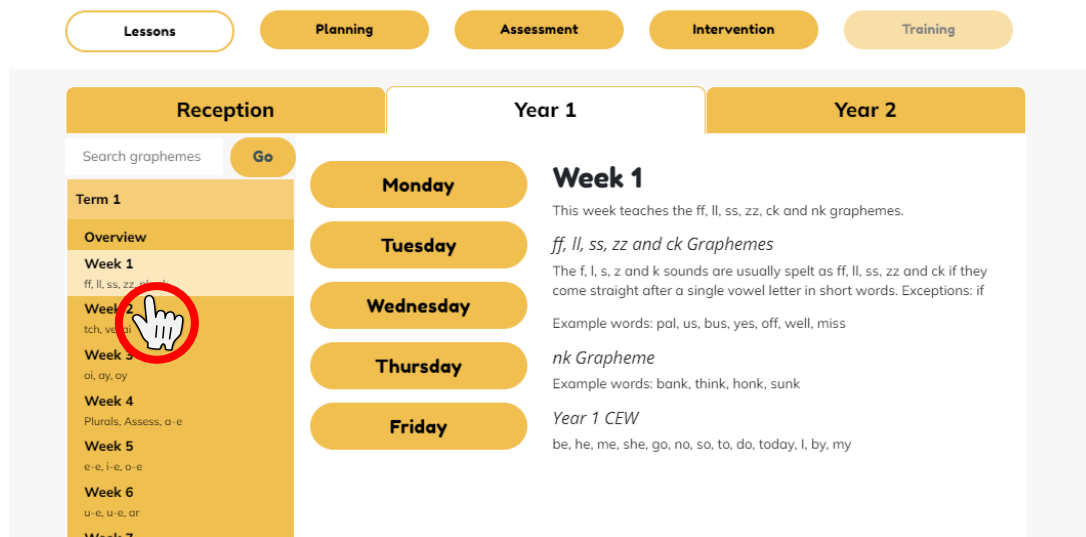 Lessons
Planning
Assessment
Intervention
Training
Reception
Year 1
Year 2
Search graphemes
Go
Term 1
Overview
Week 1
ff, ll, ss, zz,
Week 2
tch, ve, ai
Week 3
oi, ay, oy
Week 4
Plurals, Assess, a-e
Week 5
e-e, i-e, o-e
Week 6
u-e, u-e, ar
Week 7
Monday
Tuesday
Wednesday
Thursday
Friday
Week 1
This week teaches the ff, ll, ss, zz, ck and nk graphemes.
ff, ll, ss, zz and ck Graphemes
The f, l, s, z and k sounds are usually spelt as ff, ll, ss, zz and ck if they
come straight after a single vowel letter in short words. Exceptions: if
Example words: pal, us, bus, yes, off, well, miss
nk Grapheme
Example words: bank, think, honk, sunk
Year 1 CEW
be, he, me, she, go, no, so, to, do, today, I, by, my